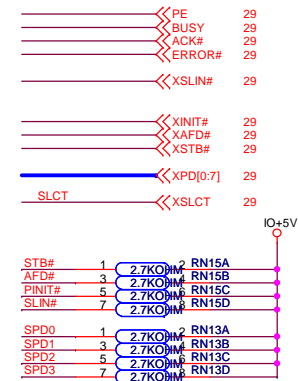 PE 29
BUSY 29
ACK# 29
ERROR# 29
XSLIN# 29
XINIT# 29
XAFD# 29
XSTB# 29
XPD[0:7] 29
SLCT XSLCT 29
IO+5V
STB# 1 2.7KOHM 2 RN15A
AFD# 3 2.7KOHM 4 RN15B
PINIT# 5 2.7KOHM 6 RN15C
SLIN# 7 2.7KOHM 8 RN15D
SPD0 1 2.7KOHM 2 RN13A
SPD1 3 2.7KOHM 4 RN13B
SPD2 5 2.7KOHM 6 RN13C
SPD3 7 2.7KOHM 8 RN13D